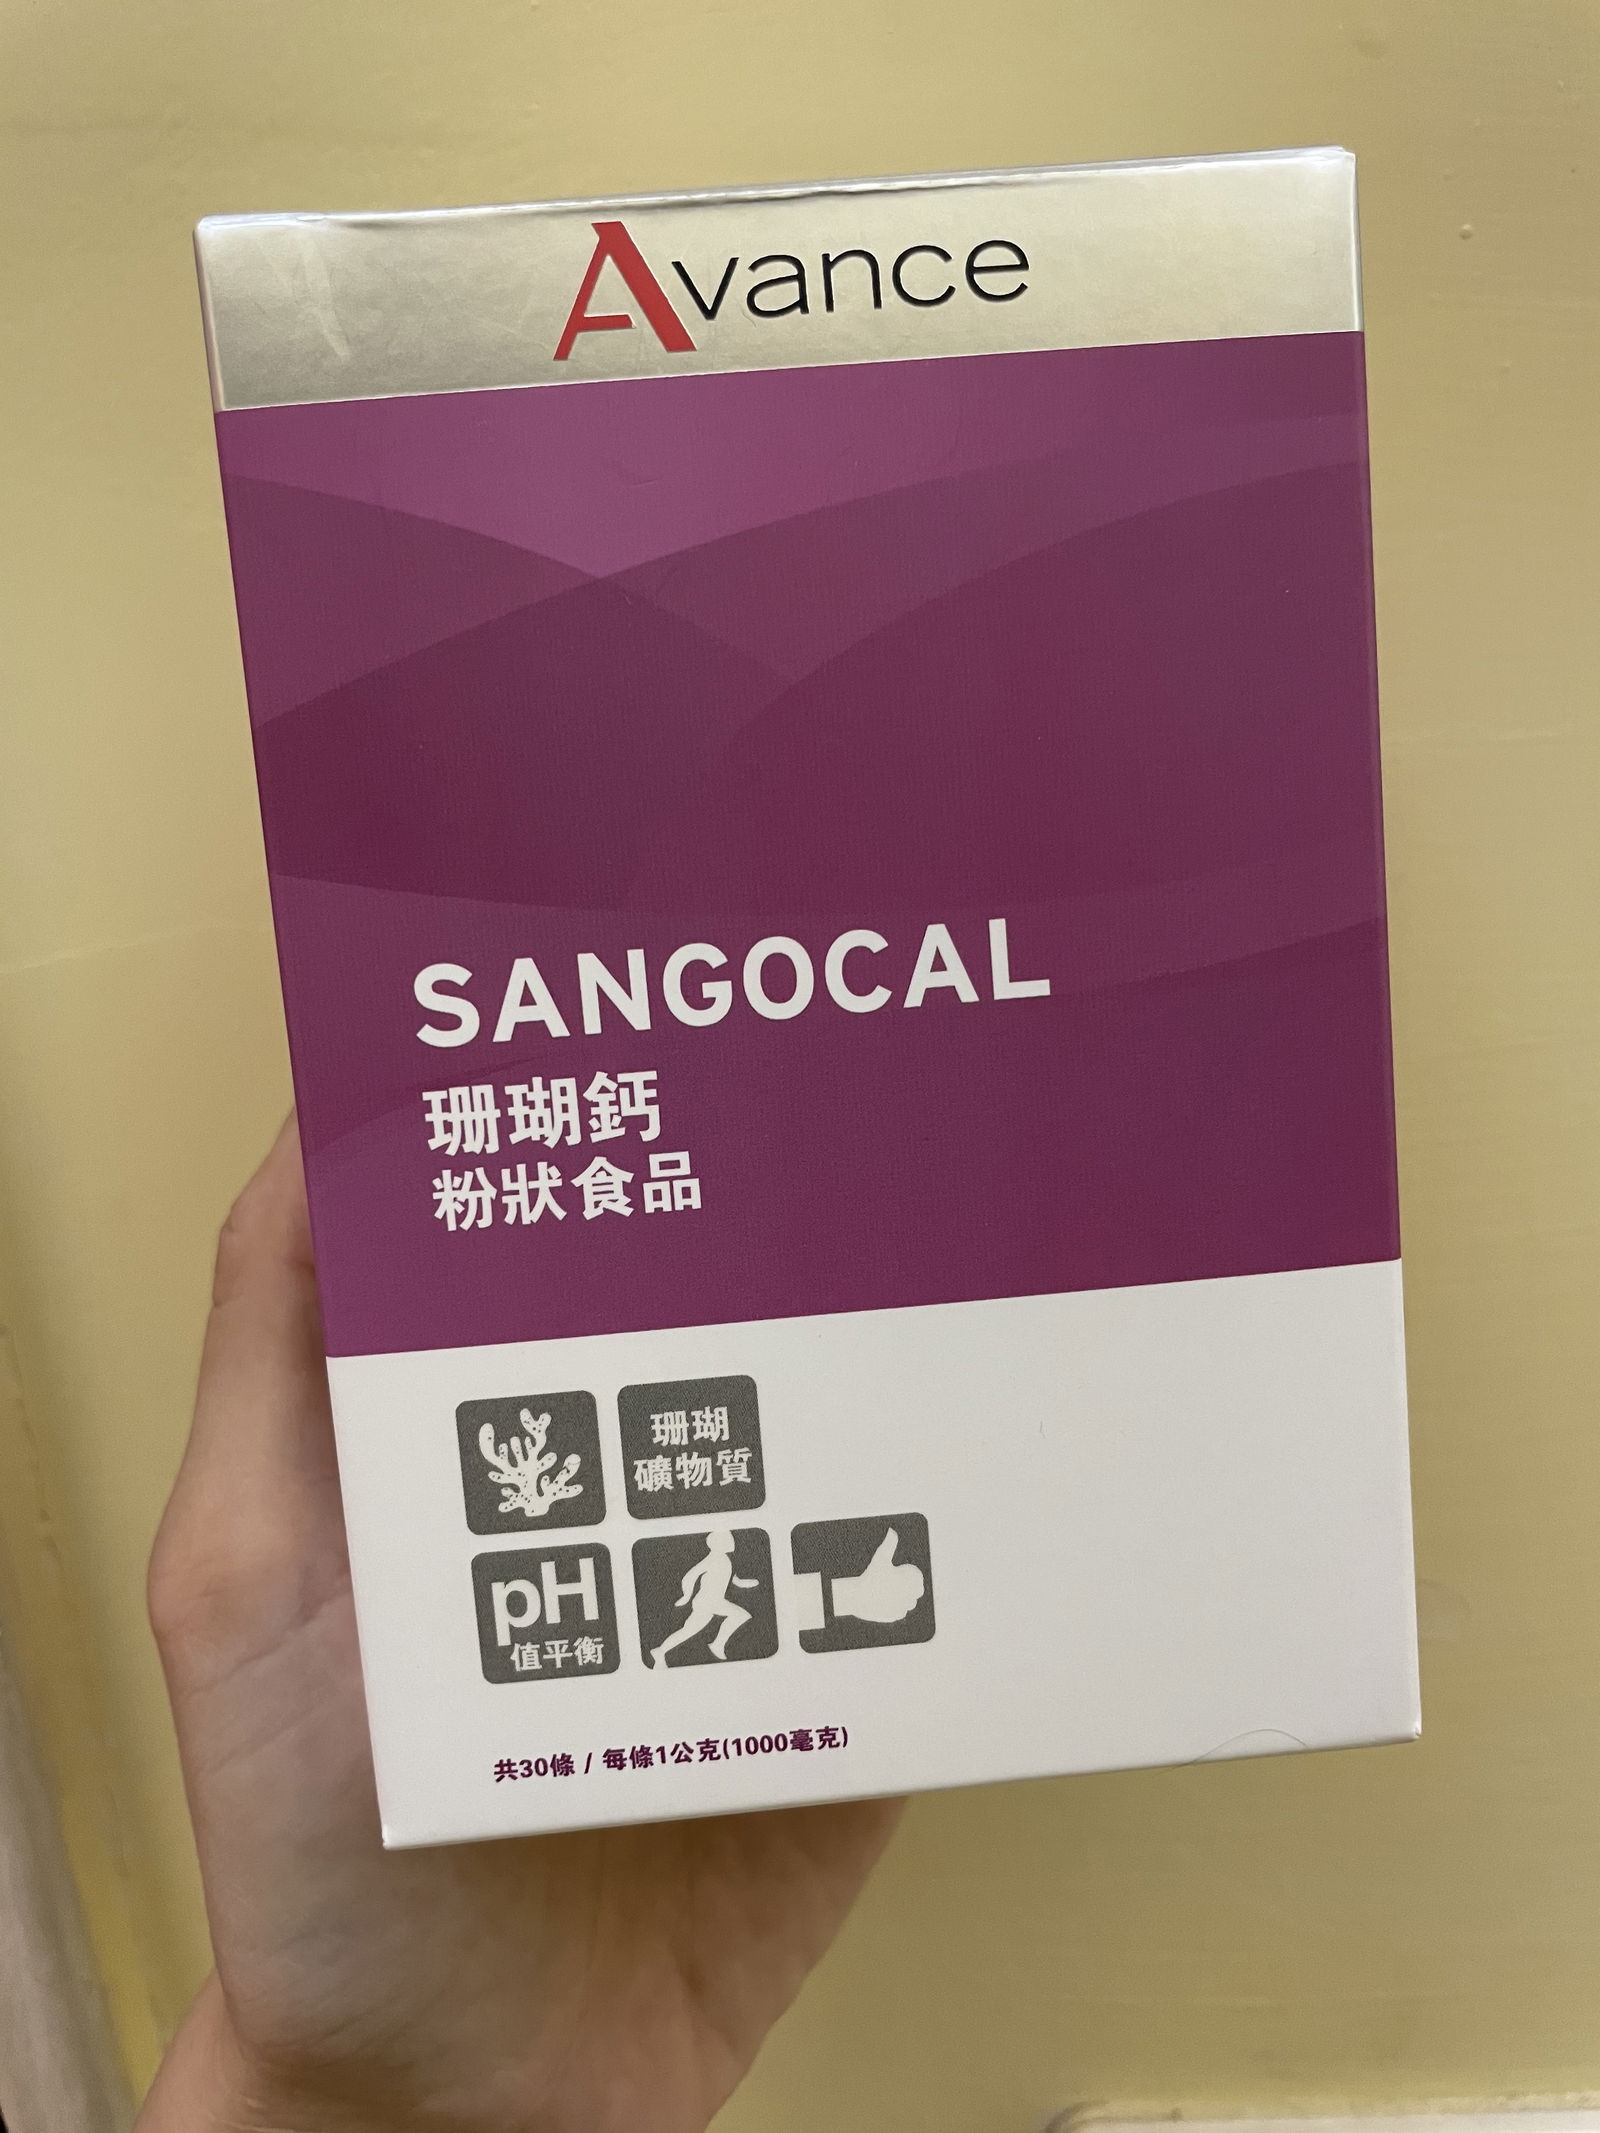 Avance
SANGOCAL
珊瑚鈣
粉狀食品
珊瑚
礦物質
pH
值平衡
共30條 / 每條1公克(1000毫克)